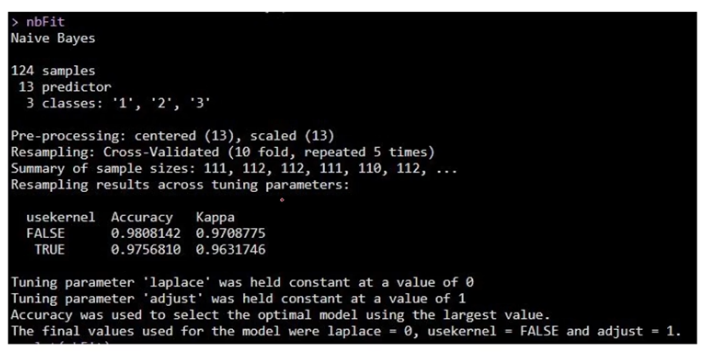 > nbFit
Naive Bayes
124 samples
13 predictor
3 classes: '1', '2', '3'
Pre-processing: centered (13), scaled (13)
Resampling: Cross-Validated (10 fold, repeated 5 times)
Summary of sample sizes: 111, 112, 112, 111, 110, 112, ...
Resampling results across tuning parameters:
usekernel Accuracy Kappa
FALSE 0.9808142 0.9708775
TRUE 0.9756810 0.9631746
Tuning parameter 'laplace' was held constant at a value of 0
Tuning parameter 'adjust' was held constant at a value of 1
Accuracy was used to select the optimal model using the largest value.
The final values used for the model were laplace = 0, usekernel = FALSE and adjust = 1.